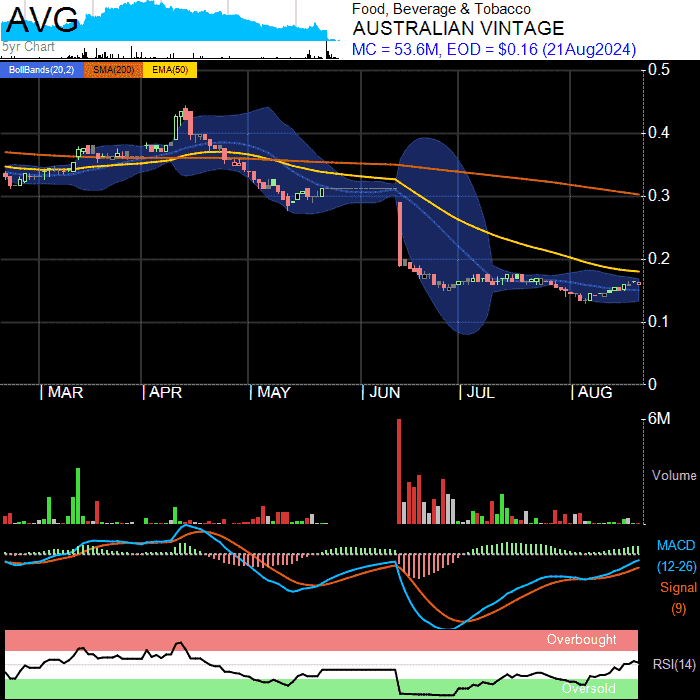 AVG
5yr Chart
Food, Beverage & Tobacco
AUSTRALIAN VINTAGE
MC = 53.6M, EOD = $0.16 (21Aug2024)
BollBands(20,2) SMA(200) EMA(50)
0.5
0.4
0.3
0.2
0.1
0
MAR APR MAY JUN JUL AUG
6M
Volume
MACD
(12-26)
Signal
(9)
Overbought
RSI(14)
Oversold